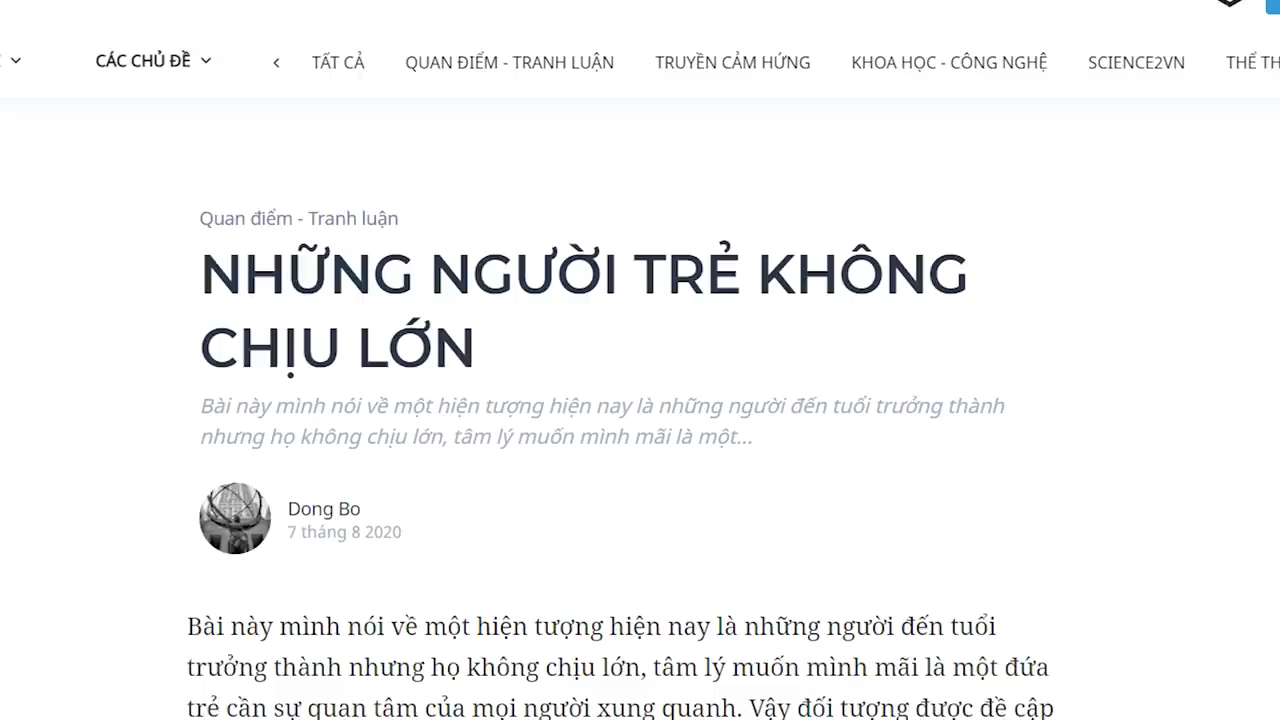 CÁC CHỦ ĐỀ
TẤT CẢ
QUAN ĐIỂM - TRANH LUẬN
TRUYỀN CẢM HỨNG
KHOA HỌC - CÔNG NGHỆ
SCIENCE2VN
THỂ TH
Quan điểm - Tranh luận
NHỮNG NGƯỜI TRẺ KHÔNG
CHỊU LỚN
Bài này mình nói về một hiện tượng hiện nay là những người đến tuổi trưởng thành
nhưng họ không chịu lớn, tâm lý muốn mình mãi là một...
Dong Bo
7 tháng 8 2020
Bài này mình nói về một hiện tượng hiện nay là những người đến tuổi
trưởng thành nhưng họ không chịu lớn, tâm lý muốn mình mãi là một đứa
trẻ cần sự quan tâm của mọi người xung quanh. Vậy đối tượng được đề cập